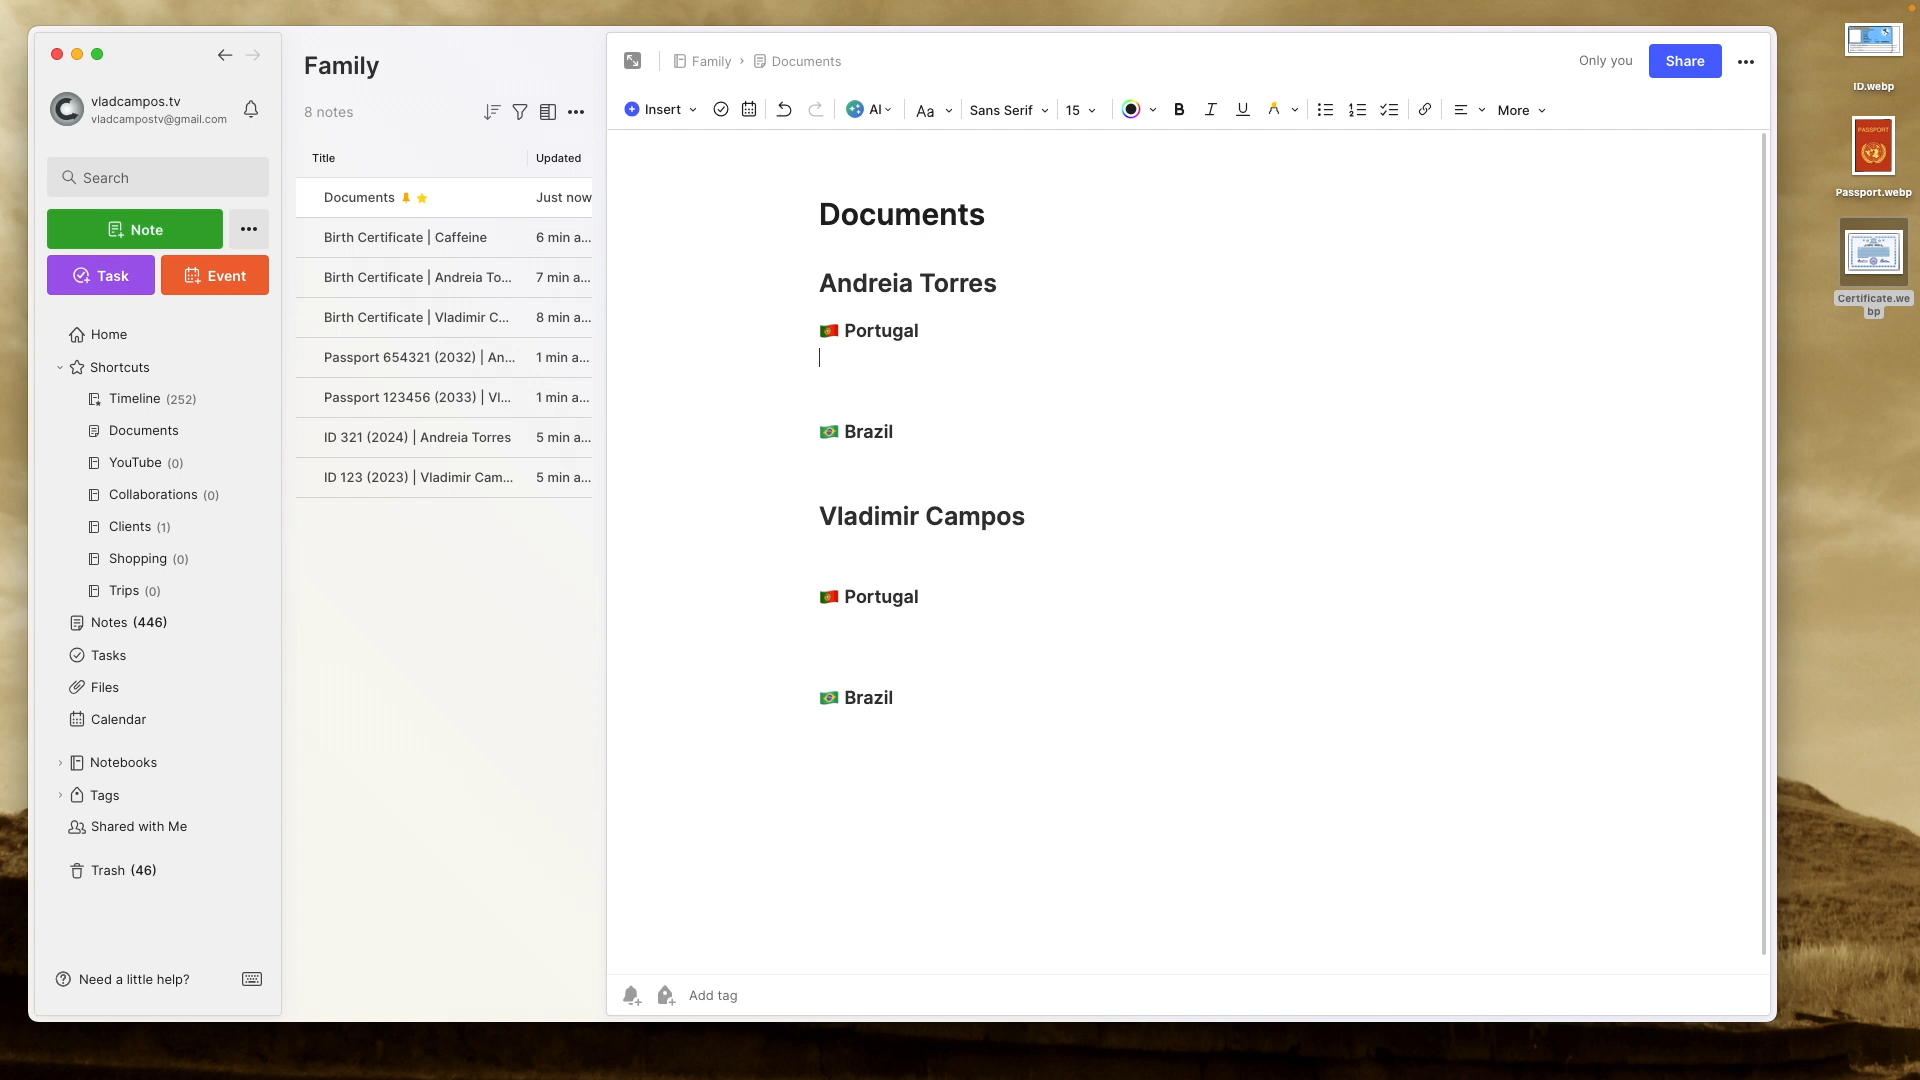 vladcampos.tv
vladcampostv@gmail.com
Search
Note
Task
Event
Home
Shortcuts
Timeline (252)
Documents
YouTube (0)
Collaborations (0)
Clients (1)
Shopping (0)
Trips (0)
Notes (446)
Tasks
Files
Calendar
Notebooks
Tags
Shared with Me
Trash (46)
Need a little help?
Family
8 notes
Title Updated
Documents Just now
Birth Certificate | Caffeine 6 min a...
Birth Certificate | Andreia To... 7 min a...
Birth Certificate | Vladimir C... 8 min a...
Passport 654321 (2032) | An... 1 min a...
Passport 123456 (2033) | Vl... 1 min a...
ID 321 (2024) | Andreia Torres 5 min a...
ID 123 (2023) | Vladimir Cam... 5 min a...
Family › Documents
Only you Share
Insert AI Aa Sans Serif 15 B I U A More
Documents
Andreia Torres
🇵🇹 Portugal
🇧🇷 Brazil
Vladimir Campos
🇵🇹 Portugal
🇧🇷 Brazil
Add tag
ID.webp
PASSPORT
Passport.webp
Certificate.we
bp